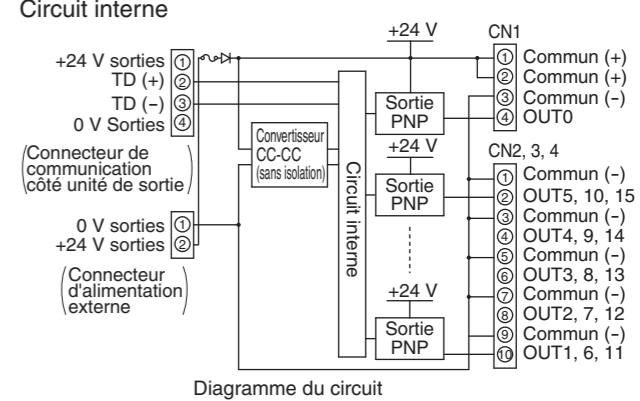 Circuit interne
+24 V sorties ①
TD (+) ②
TD (−) ③
0 V Sorties ④
(Connecteur de
communication
côté unité de sortie)
0 V sorties ①
+24 V sorties ②
(Connecteur
d'alimentation
externe)
Convertisseur
CC-CC
(sans isolation)
Circuit interne
+24 V
Sortie
PNP
+24 V
Sortie
PNP
+24 V
Sortie
PNP
CN1
① Commun (+)
② Commun (+)
③ Commun (−)
④ OUT0
CN2, 3, 4
① Commun (−)
② OUT5, 10, 15
③ Commun (−)
④ OUT4, 9, 14
⑤ Commun (−)
⑥ OUT3, 8, 13
⑦ Commun (−)
⑧ OUT2, 7, 12
⑨ Commun (−)
⑩ OUT1, 6, 11
Diagramme du circuit